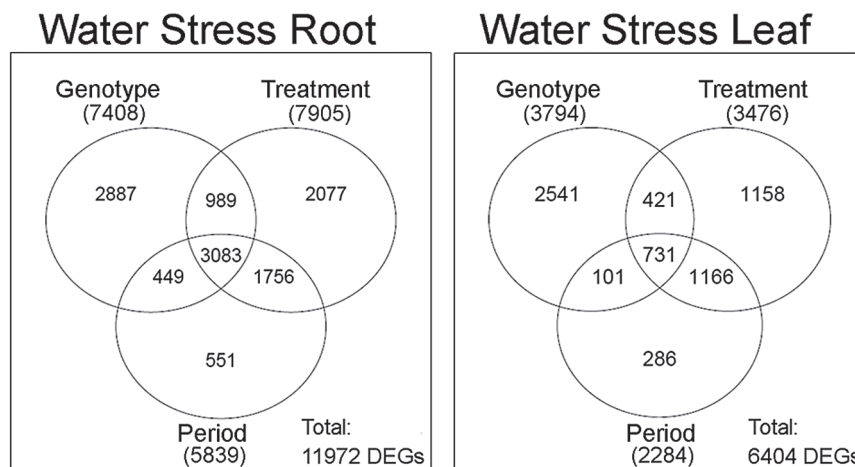 Water Stress Root
Genotype
(7408)
Treatment
(7905)
2887
989
2077
3083
449
1756
551
Period
(5839)
Total:
11972 DEGs
Water Stress Leaf
Genotype
(3794)
Treatment
(3476)
2541
421
1158
731
101
1166
286
Period
(2284)
Total:
6404 DEGs